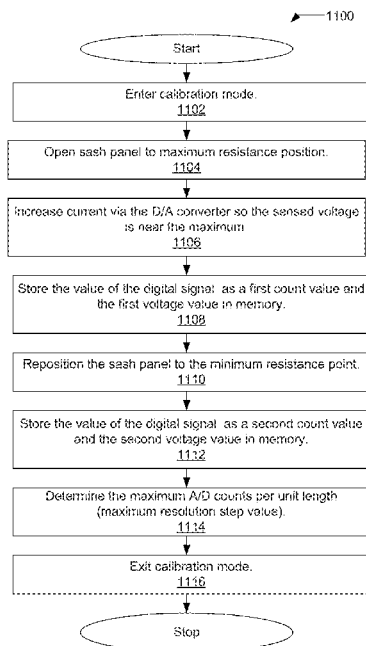 1100
Start
Enter calibration mode.
1102
Open sash panel to maximum resistance position.
1104
Increase current via the D/A converter so the sensed voltage
is near the maximum
1106
Store the value of the digital signal as a first count value and
the first voltage value in memory.
1108
Reposition the sash panel to the minimum resistance point.
1110
Store the value of the digital signal as a second count value
and the second voltage value in memory.
1112
Determine the maximum A/D counts per unit length
(maximum resolution step value).
1114
Exit calibration mode.
1116
Stop